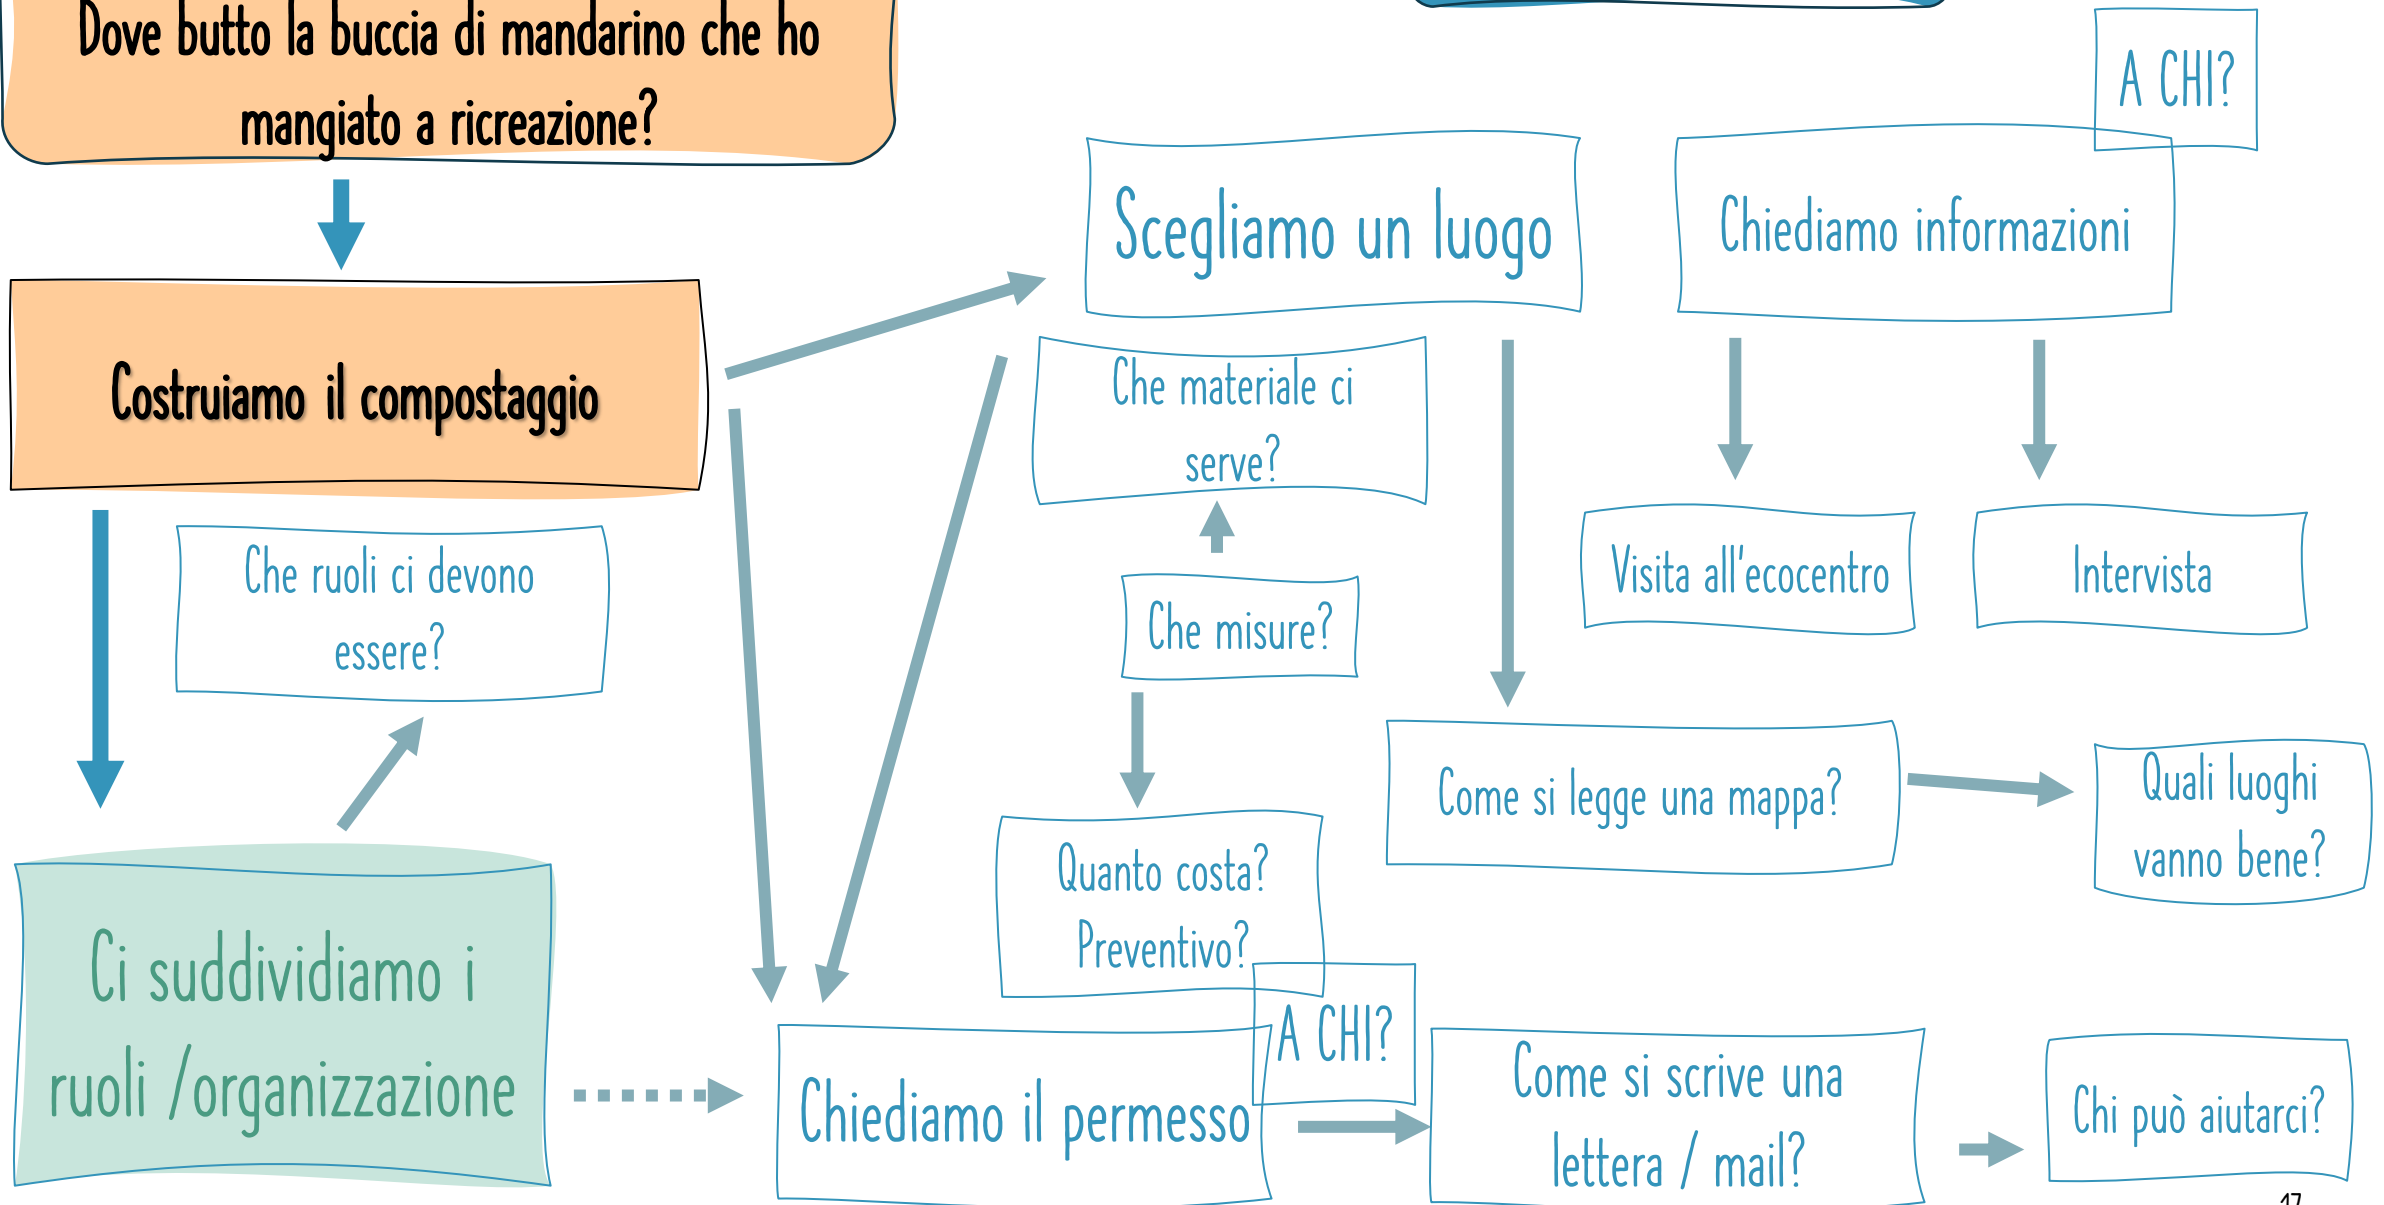 Dove butto la buccia di mandarino che ho
mangiato a ricreazione?
A CHI?
Scegliamo un luogo
Chiediamo informazioni
Costruiamo il compostaggio
Che materiale ci
serve?
Che ruoli ci devono
essere?
Che misure?
Visita all'ecocentro
Intervista
Come si legge una mappa?
Quali luoghi
vanno bene?
Quanto costa?
Preventivo?
Ci suddividiamo i
ruoli /organizzazione
A CHI?
Chiediamo il permesso
Come si scrive una
lettera / mail?
Chi può aiutarci?
17